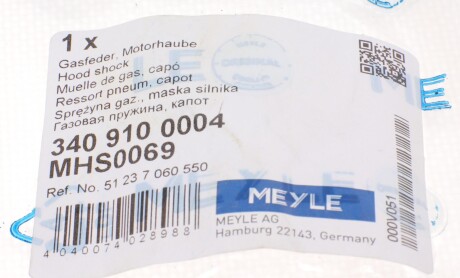 1 x
Gasfeder, Motorhaube
Hood shock
Muelle de gas, capó
Ressort pneum, capot
Sprężyna gaz., maska silnika
Газовая пружина, капот
340 910 0004
MHS0069
Ref. No. 51 23 7 060 550
MEYLE
MEYLE AG
Hamburg 22143, Germany
4 040074 028988
000V051